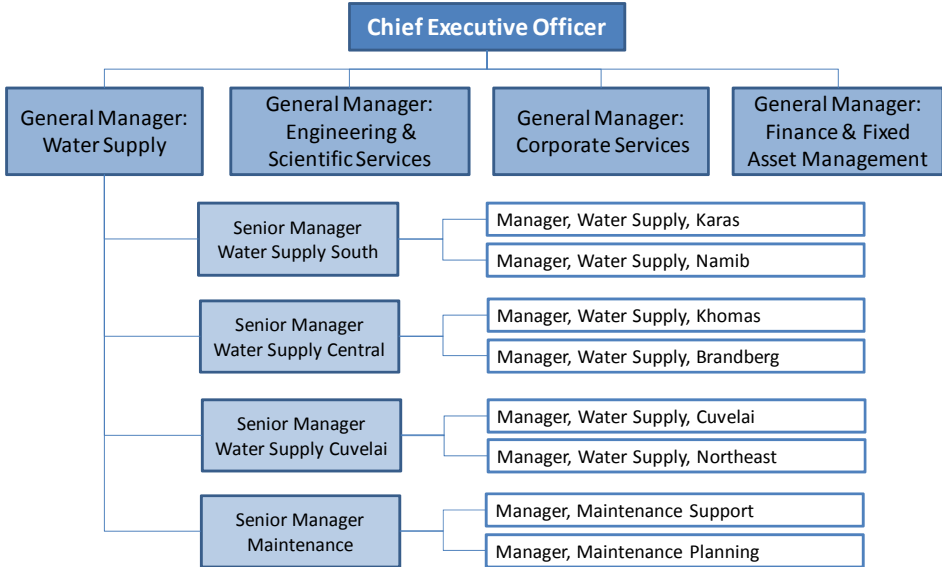 Chief Executive Officer
General Manager:
Water Supply
General Manager:
Engineering &
Scientific Services
General Manager:
Corporate Services
General Manager:
Finance & Fixed
Asset Management
Senior Manager
Water Supply South
Manager, Water Supply, Karas
Manager, Water Supply, Namib
Senior Manager
Water Supply Central
Manager, Water Supply, Khomas
Manager, Water Supply, Brandberg
Senior Manager
Water Supply Cuvelai
Manager, Water Supply, Cuvelai
Manager, Water Supply, Northeast
Senior Manager
Maintenance
Manager, Maintenance Support
Manager, Maintenance Planning